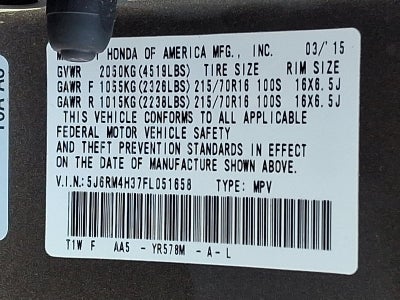 HONDA OF AMERICA MFG., INC. 03/'15
GVWR 2050KG(4519LBS) TIRE SIZE RIM SIZE
GAWR F 1055KG(2326LBS) 215/70R16 100S 16X6.5J
GAWR R 1015KG(2238LBS) 215/70R16 100S 16X6.5J
THIS VEHICLE CONFORMS TO ALL APPLICABLE
FEDERAL MOTOR VEHICLE SAFETY
AND THEFT PREVENTION STANDARDS IN EFFECT
ON THE DATE OF MANUFACTURE SHOWN ABOVE.
V.I.N: 5J6RM4H37FL051658 TYPE: MPV
T1W F AA5 - YR578M - A - L